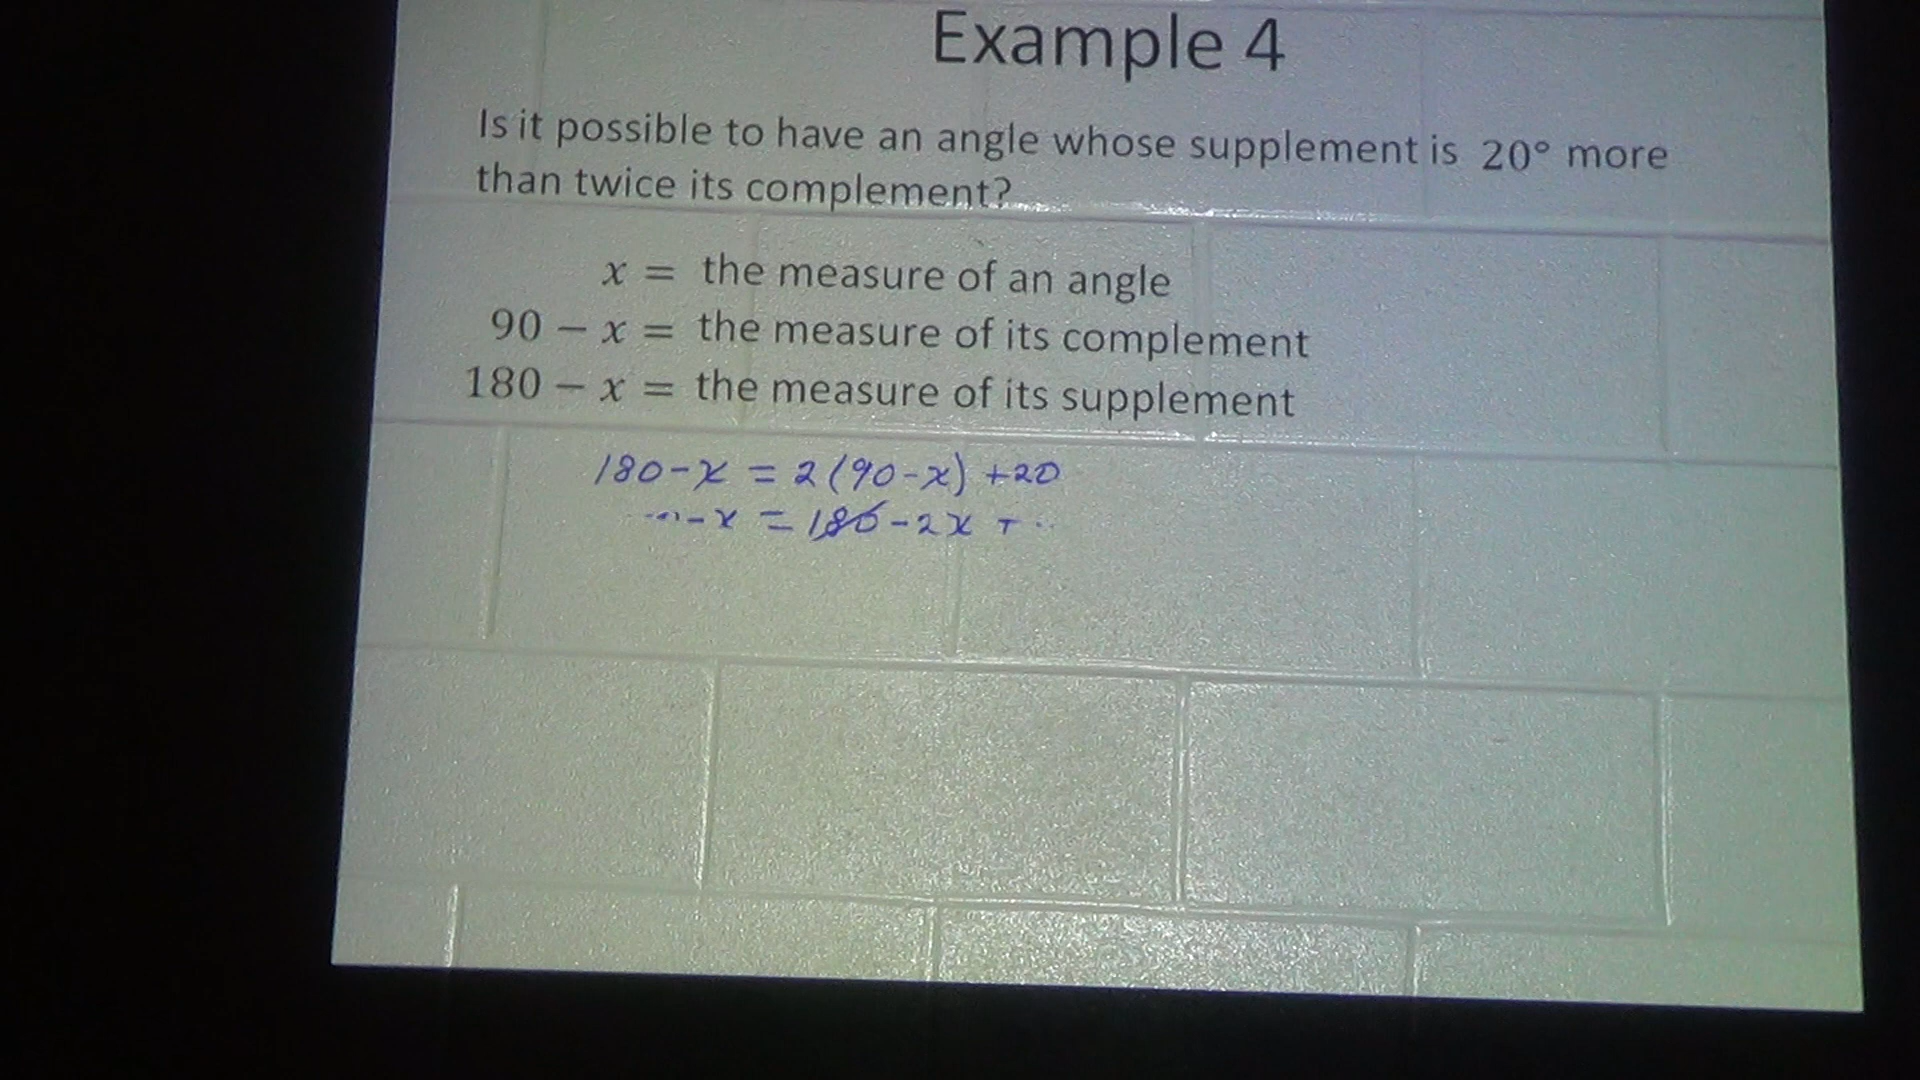 Example 4
Is it possible to have an angle whose supplement is 20° more
than twice its complement?
x = the measure of an angle
90 − x = the measure of its complement
180 − x = the measure of its supplement
180-x = 2(90-x) +20
-x = 180-2x +